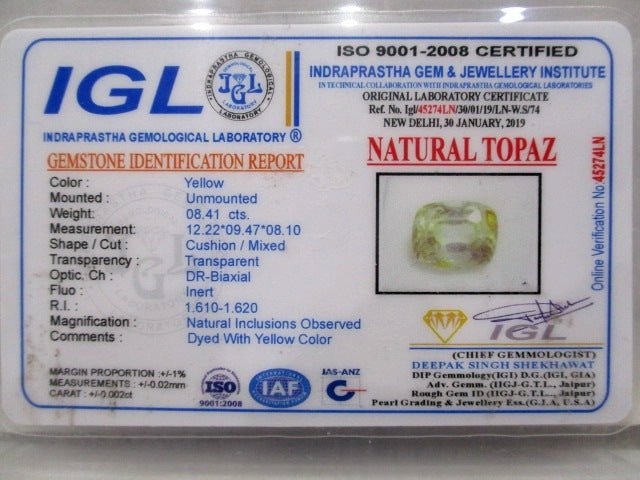 IGL
INDRAPRASTHA GEMOLOGICAL LABORATORY
JGL
INDRAPRASTHA GEMOLOGICAL LABORATORY ®
GEMSTONE IDENTIFICATION REPORT
Color : Yellow
Mounted : Unmounted
Weight: 08.41 cts.
Measurement: 12.22*09.47*08.10
Shape / Cut : Cushion / Mixed
Transparency : Transparent
Optic. Ch : DR-Biaxial
Fluo : Inert
R.I. : 1.610-1.620
Magnification : Natural Inclusions Observed
Comments : Dyed With Yellow Color
MARGIN PROPORTION :+/-1%
MEASUREMENTS : +/-0.02mm
CARAT : +/-0.002ct
ISO
9001:2008
IAF
JAS-ANZ
ISO 9001-2008 CERTIFIED
INDRAPRASTHA GEM & JEWELLERY INSTITUTE
IN TECHNICAL COLLABORATION WITH INDRAPRASTHA GEMOLOGICAL LABORATORIES
ORIGINAL LABORATORY CERTIFICATE
Ref. No. Igl/45274LN/30/01/19/LN-W.S/74
NEW DELHI, 30 JANUARY, 2019
NATURAL TOPAZ
Online Verification No. 45274LN
IGL
(CHIEF GEMMOLOGIST)
DEEPAK SINGH SHEKHAWAT
DIP Gemmology(IGI) D.G.(IGI, GIA)
Adv. Gemm. (IIGJ-G.T.L., Jaipur)
Rough Gem ID (IIGJ-G.T.L., Jaipur)
Pearl Grading & Jewellery Ess.(G.I.A, U.S.A)